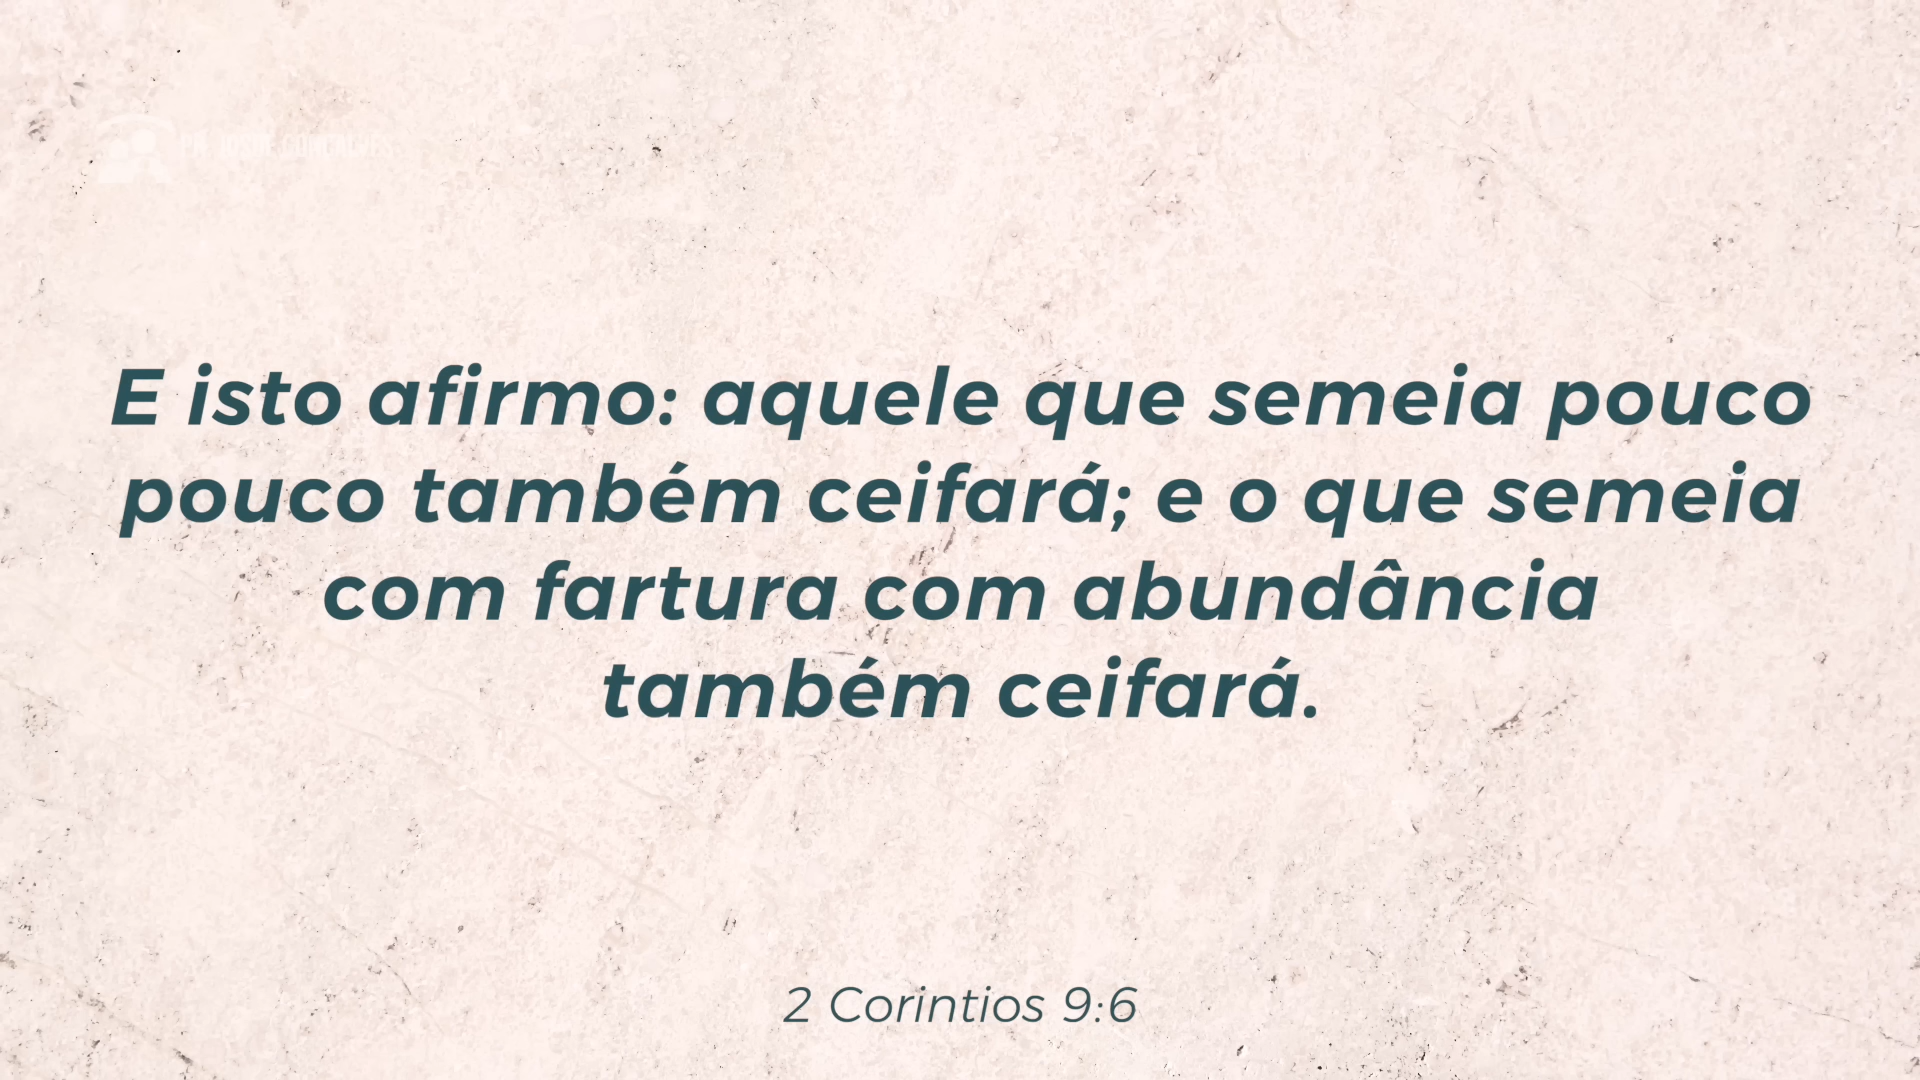 E isto afirmo: aquele que semeia pouco
pouco também ceifará; e o que semeia
com fartura com abundância
também ceifará.
2 Coríntios 9:6